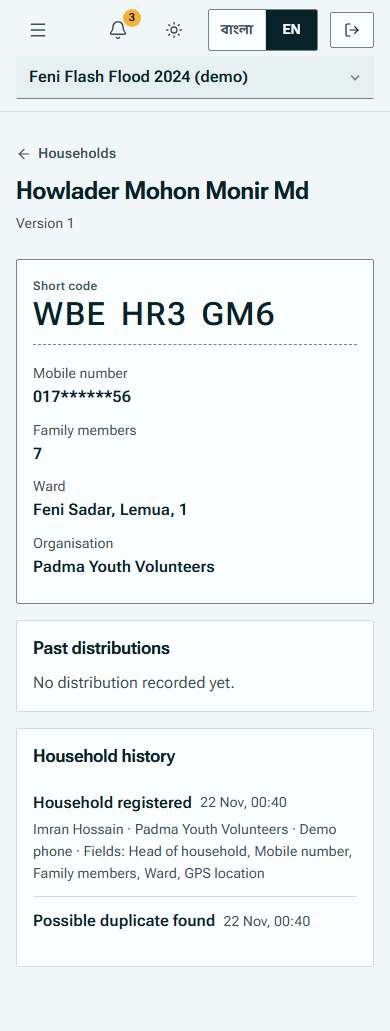 3
বাংলা
EN
Feni Flash Flood 2024 (demo)
Households
Howlader Mohon Monir Md
Version 1
Short code
WBE HR3 GM6
Mobile number
017******56
Family members
7
Ward
Feni Sadar, Lemua, 1
Organisation
Padma Youth Volunteers
Past distributions
No distribution recorded yet.
Household history
Household registered 22 Nov, 00:40
Imran Hossain · Padma Youth Volunteers · Demo
phone · Fields: Head of household, Mobile number,
Family members, Ward, GPS location
Possible duplicate found 22 Nov, 00:40